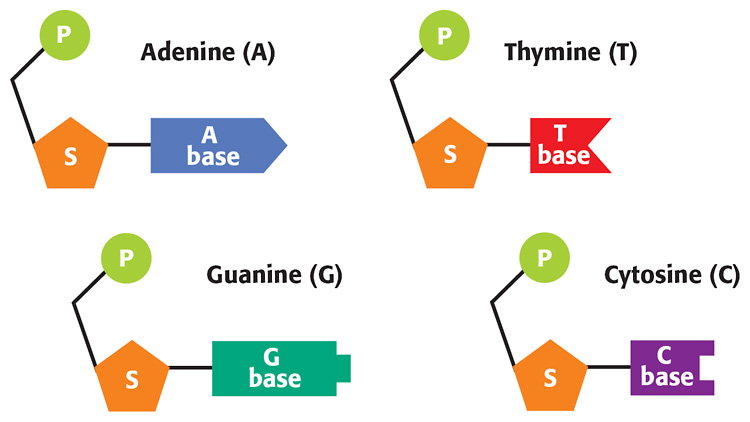 P
Adenine (A)
A
base
S
P
Thymine (T)
T
base
S
P
Guanine (G)
G
base
S
P
Cytosine (C)
C
base
S